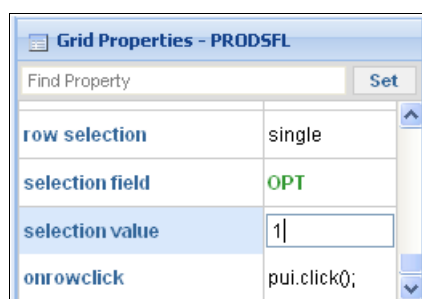 Grid Properties - PRODSFL
Find Property Set
row selection single
selection field OPT
selection value 1
onrowclick pui.click();